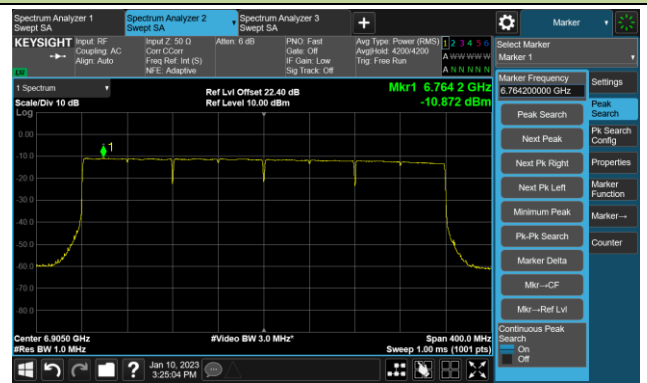 Spectrum Analyzer 1
Swept SA
Spectrum Analyzer 2
Swept SA
Spectrum Analyzer 3
Swept SA
+
Marker
KEYSIGHT
Input: RF
Coupling: AC
Align: Auto
Input Z: 50 Ω
Corr CCorr
Freq Ref: Int (S)
NFE: Adaptive
Atten: 6 dB
PNO: Fast
Gate: Off
IF Gain: Low
Sig Track: Off
Avg Type: Power (RMS)
Avg|Hold: 4200/4200
Trig: Free Run
1 2 3 4 5 6
A W W W W W
A N N N N N
LXI
Select Marker
Marker 1
1 Spectrum
Scale/Div 10 dB
Ref Lvl Offset 22.40 dB
Ref Level 10.00 dBm
Mkr1 6.764 2 GHz
-10.872 dBm
Log
1
0.00
-10.0
-20.0
-30.0
-40.0
-50.0
-60.0
-70.0
-80.0
Center 6.9050 GHz
#Res BW 1.0 MHz
#Video BW 3.0 MHz*
Span 400.0 MHz
Sweep 1.00 ms (1001 pts)
Marker Frequency
6.764200000 GHz
Peak Search
Next Peak
Next Pk Right
Next Pk Left
Minimum Peak
Pk-Pk Search
Marker Delta
Mkr→CF
Mkr→Ref Lvl
Continuous Peak
Search
On
Off
Settings
Peak
Search
Pk Search
Config
Properties
Marker
Function
Marker→
Counter
?
Jan 10, 2023
3:25:04 PM